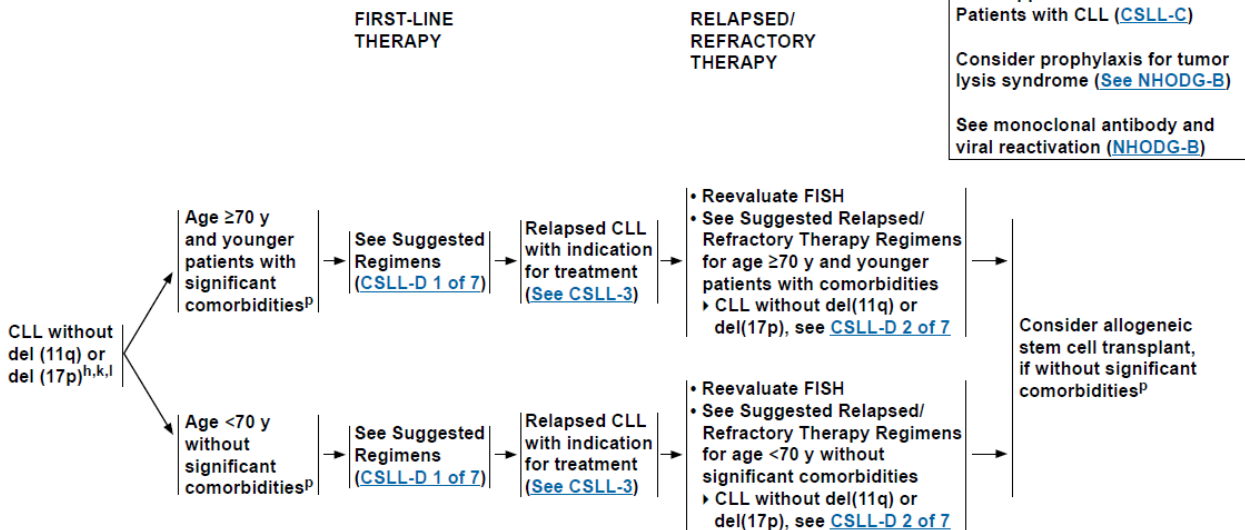 FIRST-LINE
THERAPY
RELAPSED/
REFRACTORY
THERAPY
Patients with CLL (CSLL-C)
Consider prophylaxis for tumor
lysis syndrome (See NHODG-B)
See monoclonal antibody and
viral reactivation (NHODG-B)
CLL without
del (11q) or
del (17p)h,k,l
Age ≥70 y
and younger
patients with
significant
comorbiditiesp
See Suggested
Regimens
(CSLL-D 1 of 7)
Relapsed CLL
with indication
for treatment
(See CSLL-3)
• Reevaluate FISH
• See Suggested Relapsed/
Refractory Therapy Regimens
for age ≥70 y and younger
patients with comorbidities
‣ CLL without del(11q) or
del(17p), see CSLL-D 2 of 7
Age <70 y
without
significant
comorbiditiesp
See Suggested
Regimens
(CSLL-D 1 of 7)
Relapsed CLL
with indication
for treatment
(See CSLL-3)
• Reevaluate FISH
• See Suggested Relapsed/
Refractory Therapy Regimens
for age <70 y without
significant comorbidities
‣ CLL without del(11q) or
del(17p), see CSLL-D 2 of 7
Consider allogeneic
stem cell transplant,
if without significant
comorbiditiesp